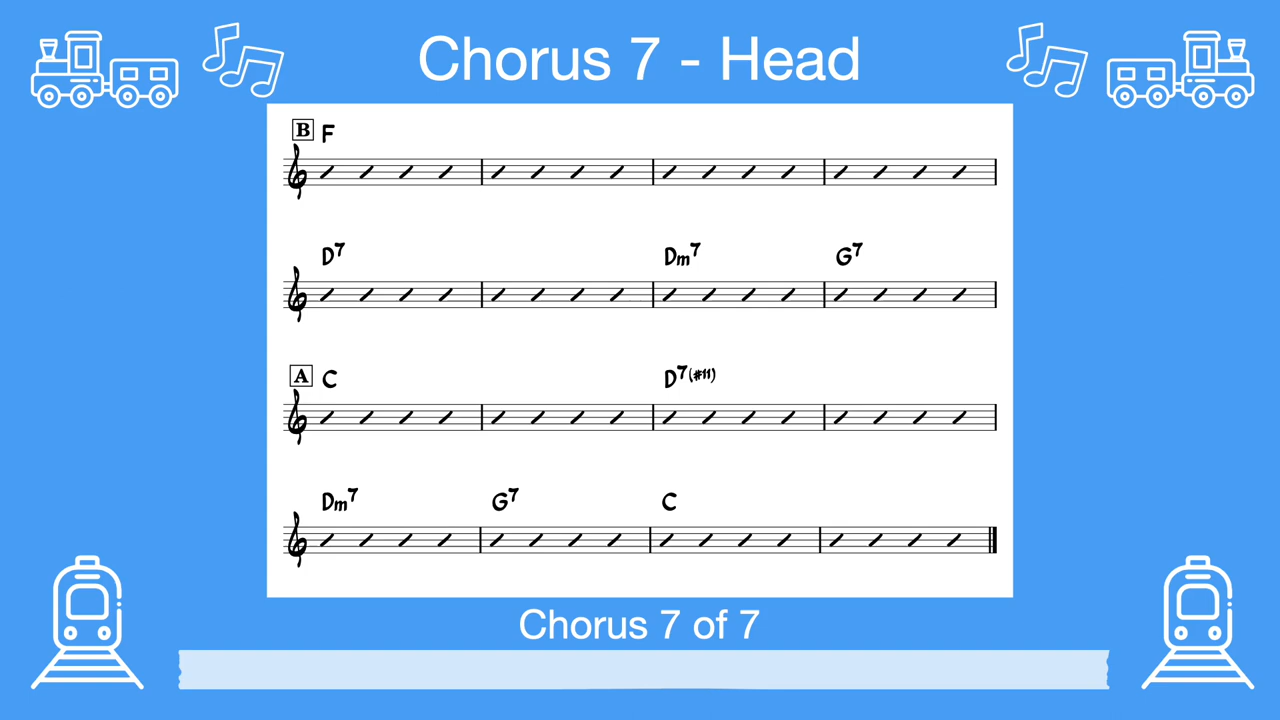 Chorus 7 - Head
B F
D7 Dm7 G7
A C D7(#11)
Dm7 G7 C
Chorus 7 of 7